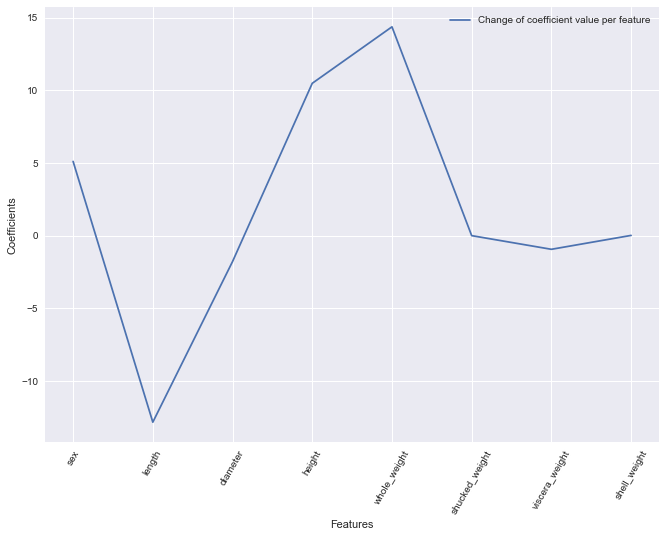 Change of coefficient value per feature
15
10
5
0
−5
−10
Coefficients
sex
length
diameter
height
whole_weight
shucked_weight
viscera_weight
shell_weight
Features